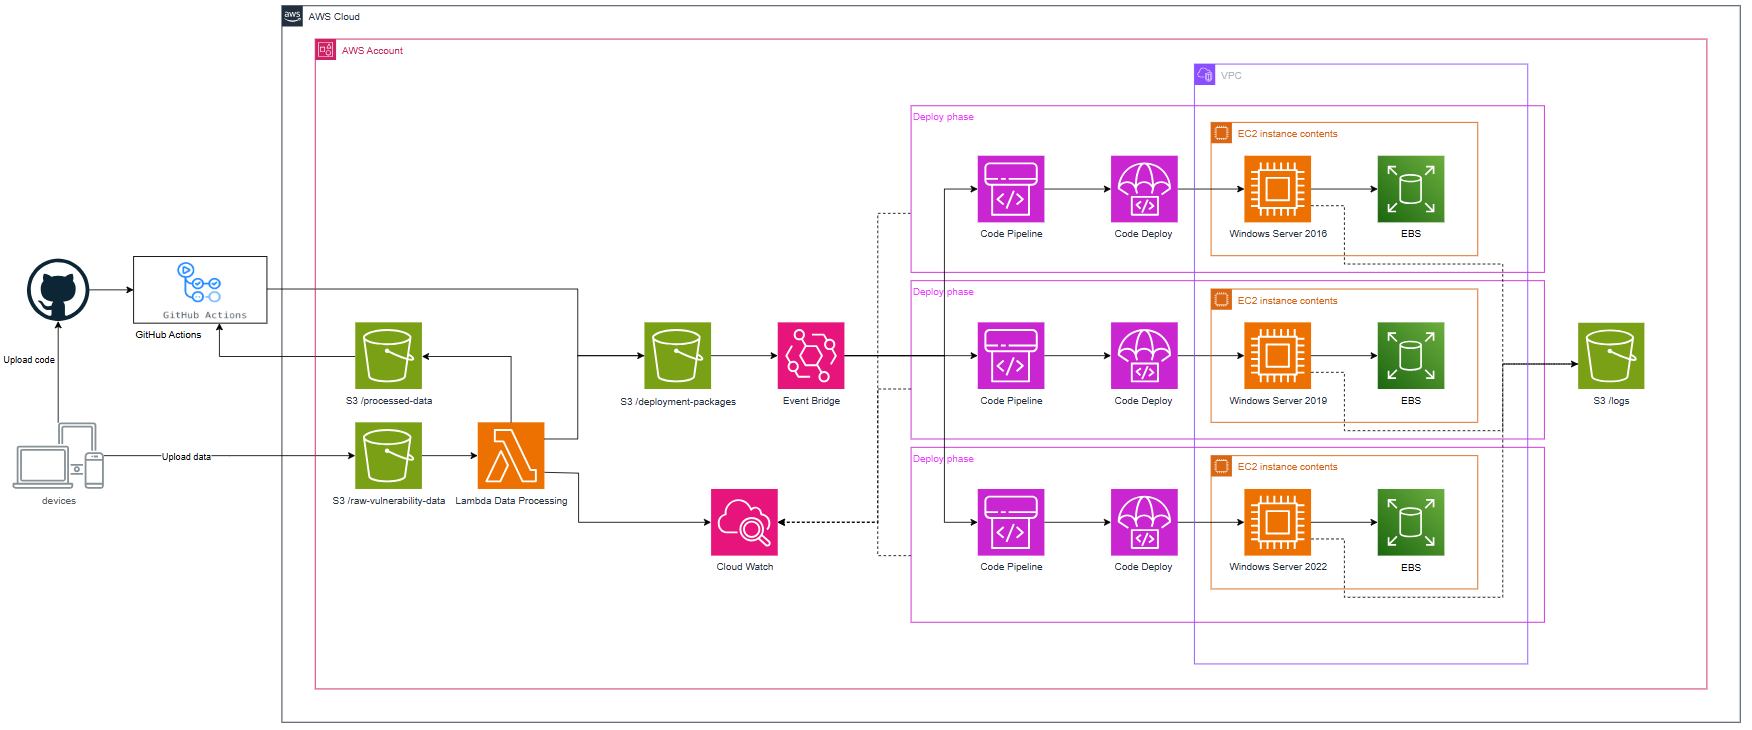 aws
AWS Cloud
AWS Account
VPC
Deploy phase
EC2 instance contents
Code Pipeline
Code Deploy
Windows Server 2016
EBS
GitHub Actions
GitHub Actions
Upload code
S3 /processed-data
S3 /deployment-packages
Event Bridge
Deploy phase
EC2 instance contents
Code Pipeline
Code Deploy
Windows Server 2019
EBS
S3 /logs
Upload data
devices
S3 /raw-vulnerability-data
Lambda Data Processing
Cloud Watch
Deploy phase
EC2 instance contents
Code Pipeline
Code Deploy
Windows Server 2022
EBS